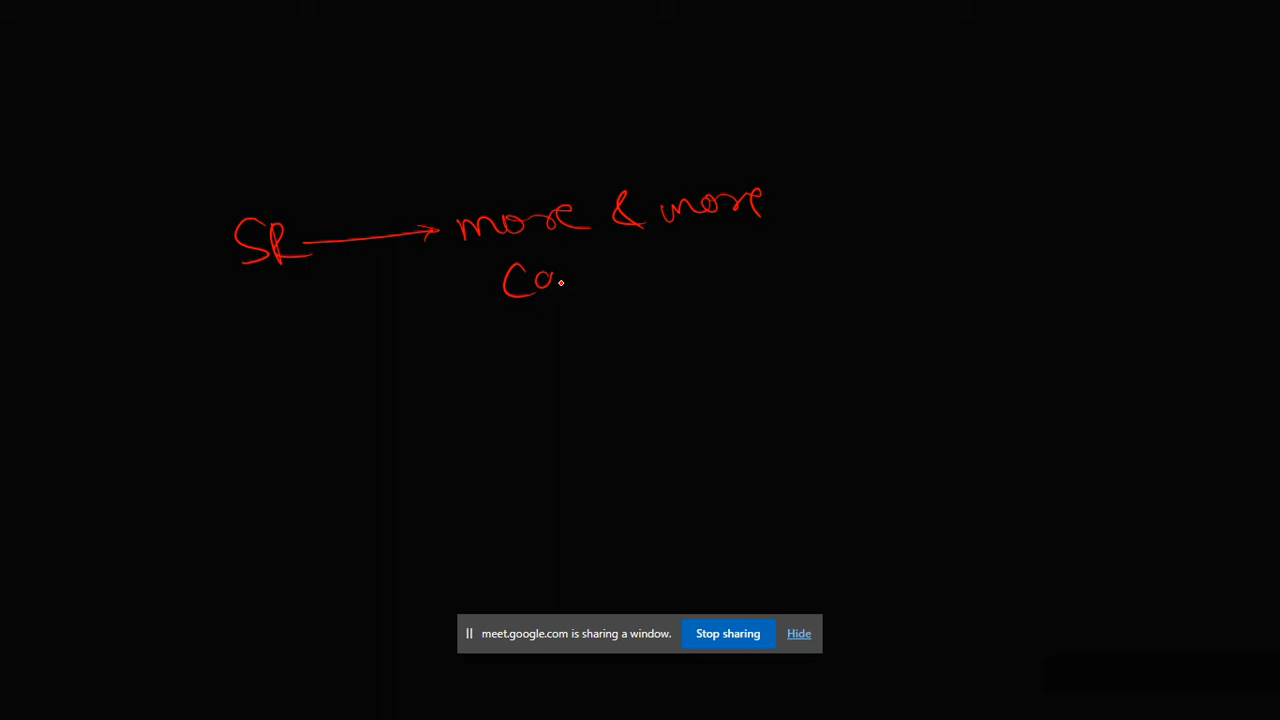 SR → more & more
Co
meet.google.com is sharing a window. Stop sharing Hide